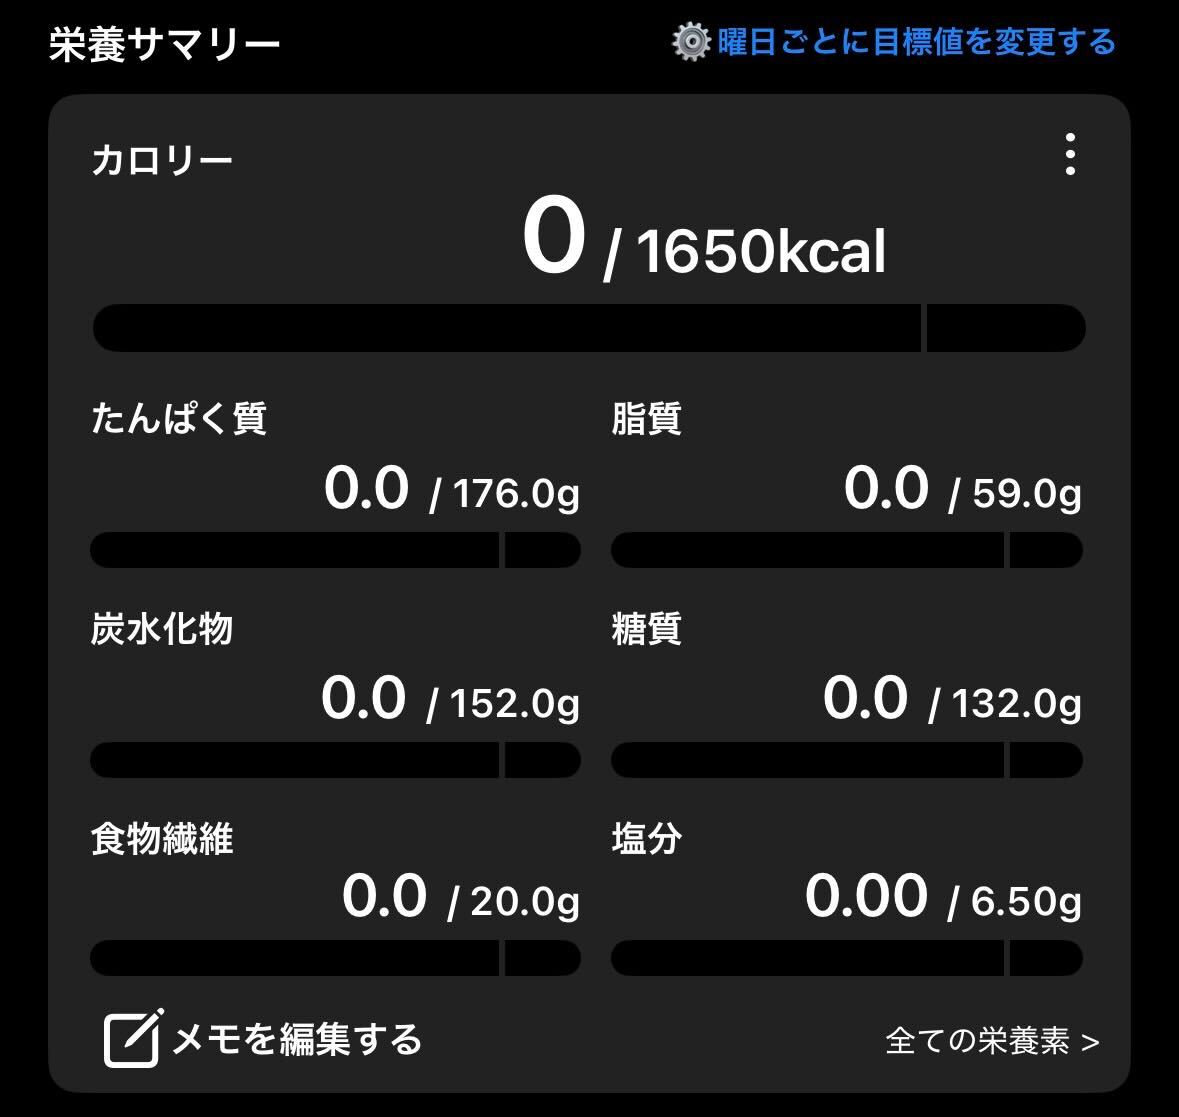 栄養サマリー
曜日ごとに目標値を変更する
カロリー
0 / 1650kcal
たんぱく質
脂質
0.0 / 176.0g
0.0 / 59.0g
炭水化物
糖質
0.0 / 152.0g
0.0 / 132.0g
食物繊維
塩分
0.0 / 20.0g
0.00 / 6.50g
メモを編集する
全ての栄養素 >